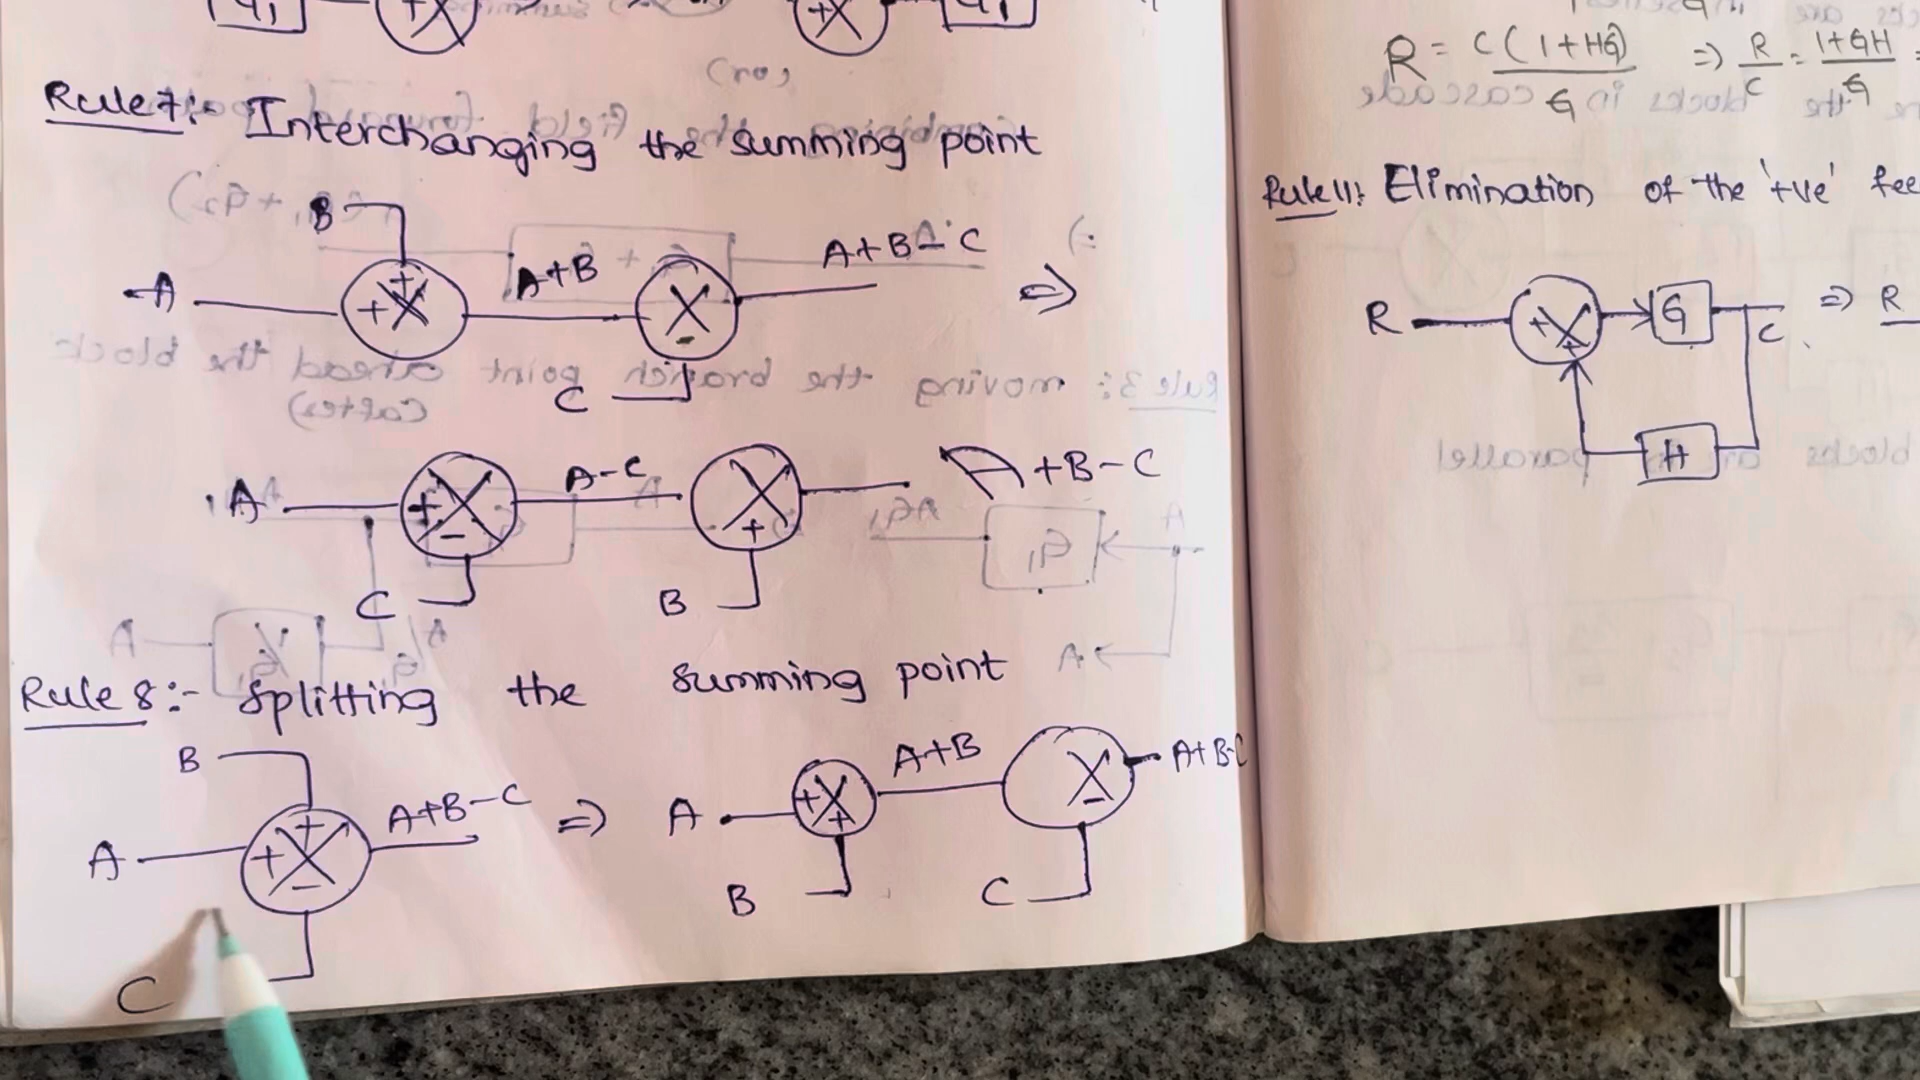 Rule 7:- Interchanging the summing point
B
A + + A+B - A+B-C ⇒
C
A + - A-C + A+B-C
C B
Rule 8:- Splitting the summing point
B
A + + - A+B-C ⇒ A + + A+B - A+B-C
C B C
R = C(1+HG)/G ⇒ R/C = 1+GH/G =
Rule 11: Elimination of the '+ve' fee
R + + G C ⇒ R
H